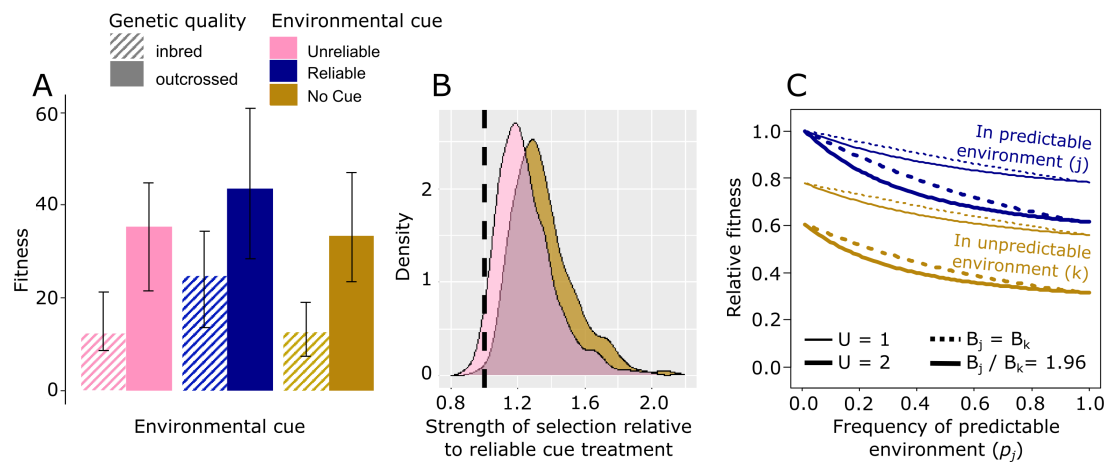 Genetic quality
inbred
outcrossed
Environmental cue
Unreliable
Reliable
No Cue
A
Fitness
60
40
20
0
Environmental cue
B
Density
2
1
0
0.8
1.2
1.6
2.0
Strength of selection relative
to reliable cue treatment
C
Relative fitness
1.0
0.8
0.6
0.4
0.2
0.0
In predictable
environment (j)
In unpredictable
environment (k)
U = 1
U = 2
Bj = Bk
Bj / Bk= 1.96
0.0
0.2
0.4
0.6
0.8
1.0
Frequency of predictable
environment (pj)